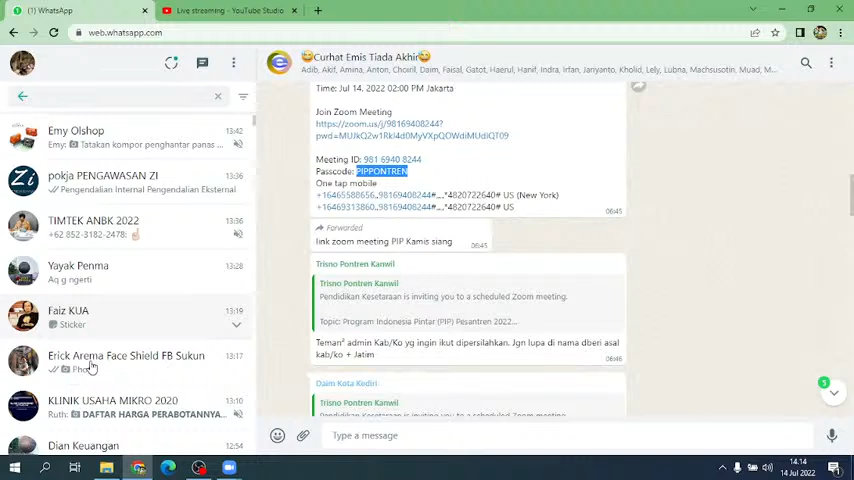 (1) WhatsApp
Live streaming - YouTube Studio
web.whatsapp.com
Curhat Emis Tiada Akhir
Adib, Akif, Amina, Anton, Choiril, Daim, Faisal, Gatot, Haerul, Hanif, Indra, Irfan, Jariyanto, Kholid, Lely, Lubna, Machsusotin, Muad, M...
Emy Olshop
13:42
Emy: Tatakan kompor penghantar panas ...
pokja PENGAWASAN ZI
13:36
Pengendalian Internal Pengendalian Eksternal
TIMTEK ANBK 2022
13:36
+62 852-3182-2478: ☝🏻
Yayak Penma
13:28
Aq g ngerti
Faiz KUA
13:19
Sticker
Erick Arema Face Shield FB Sukun
13:17
KLINIK USAHA MIKRO 2020
13:10
Ruth: DAFTAR HARGA PERABOTANNYA...
Dian Keuangan
12:54
Time: Jul 14, 2022 02:00 PM Jakarta
Join Zoom Meeting
https://zoom.us/j/98169408244?
pwd=MUJkQ2w1RkI4d0MyVXpQOWdiMUdiQT09
Meeting ID: 981 6940 8244
Passcode: PIPPONTREN
One tap mobile
+16465588656,,98169408244#,,,,*4820722640# US (New York)
+16469313860,,98169408244#,,,,*4820722640# US
06:45
Forwarded
link zoom meeting PIP Kamis siang
06:45
Trisno Pontren Kanwil
Trisno Pontren Kanwil
Pendidikan Kesetaraan is inviting you to a scheduled Zoom meeting.
Topic: Program Indonesia Pintar (PIP) Pesantren 2022...
Teman² admin Kab/Ko yg ingin ikut dipersilahkan. Jgn lupa di nama dberi asal
kab/ko + Jatim
06:46
Daim Kota Kediri
Trisno Pontren Kanwil
Pendidikan Kesetaraan is inviting you to a scheduled Zoom meeting.
5
Type a message
14.14
14 Jul 2022